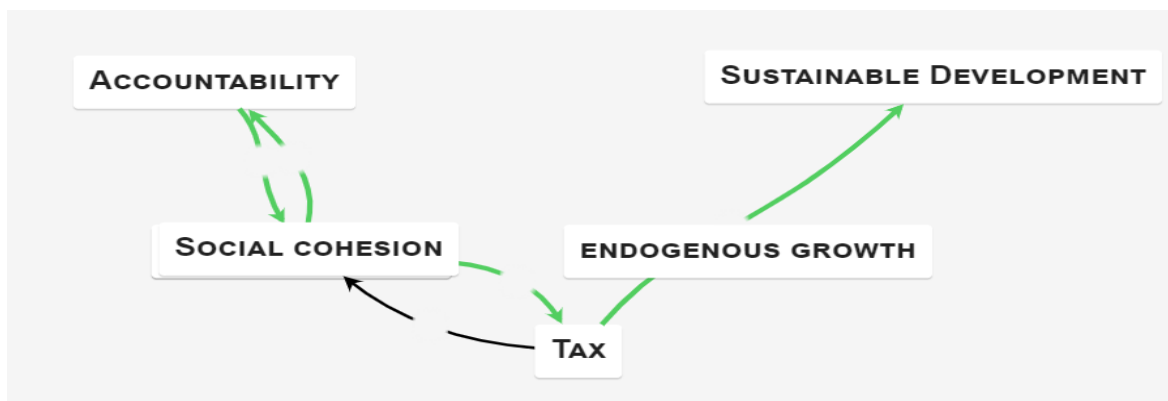 Accountability
Sustainable Development
Social cohesion
endogenous growth
Tax